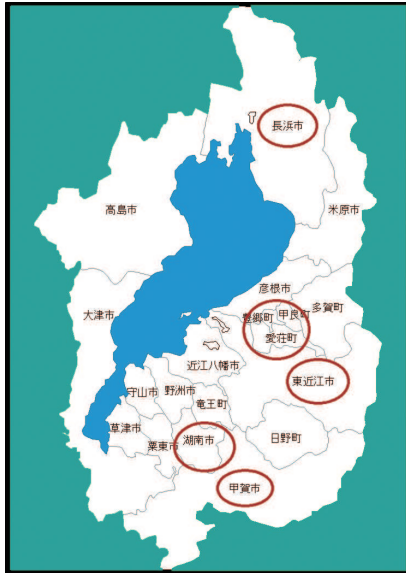 長浜市
高島市
米原市
彦根市
大津市
豊郷町
甲良町
多賀町
愛荘町
近江八幡市
東近江市
守山市
野洲市
竜王町
草津市
栗東市
湖南市
日野町
甲賀市